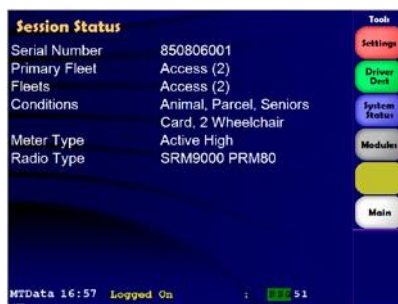 Session Status
Serial Number 850806001
Primary Fleet Access (2)
Fleets Access (2)
Conditions Animal, Parcel, Seniors
Card, 2 Wheelchair
Meter Type Active High
Radio Type SRM9000 PRM80
Tools
Settings
Driver
Dest
System
Status
Modules
Main
MTData 16:57 Logged On : 51